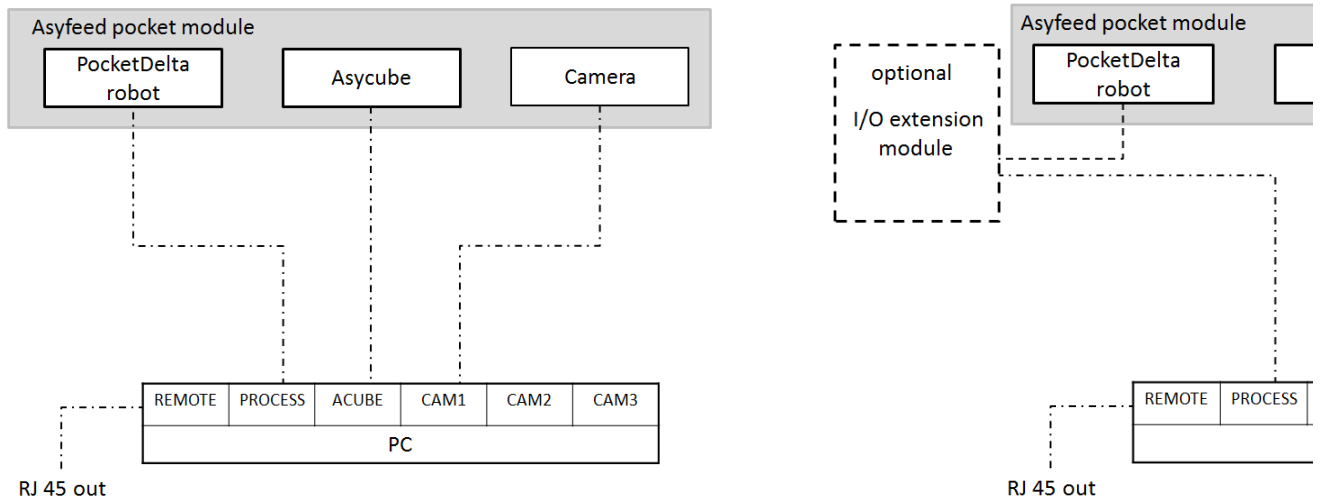 Asyfeed pocket module
PocketDelta
robot
Asycube
Camera
REMOTE
PROCESS
ACUBE
CAM1
CAM2
CAM3
PC
RJ 45 out
Asyfeed pocket module
optional
I/O extension
module
PocketDelta
robot
REMOTE
PROCESS
RJ 45 out